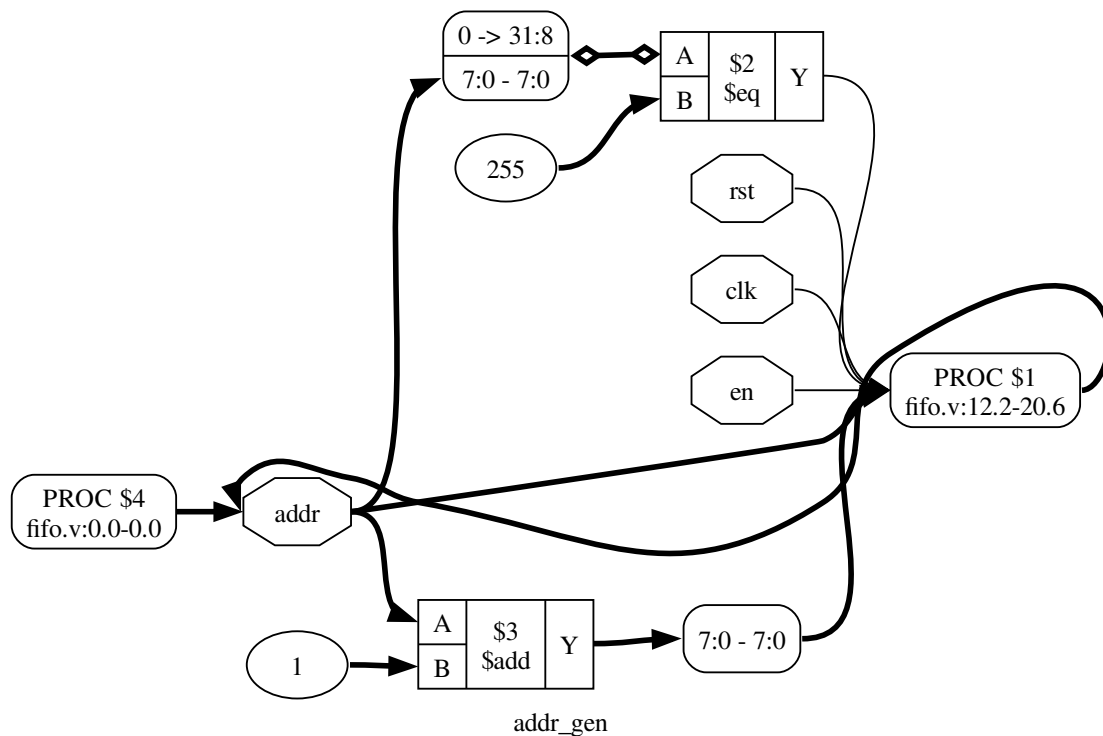 0 -> 31:8
7:0 - 7:0
A
B
$2
$eq
Y
255
rst
clk
en
PROC $1
fifo.v:12.2-20.6
PROC $4
fifo.v:0.0-0.0
addr
A
B
$3
$add
Y
7:0 - 7:0
1
addr_gen